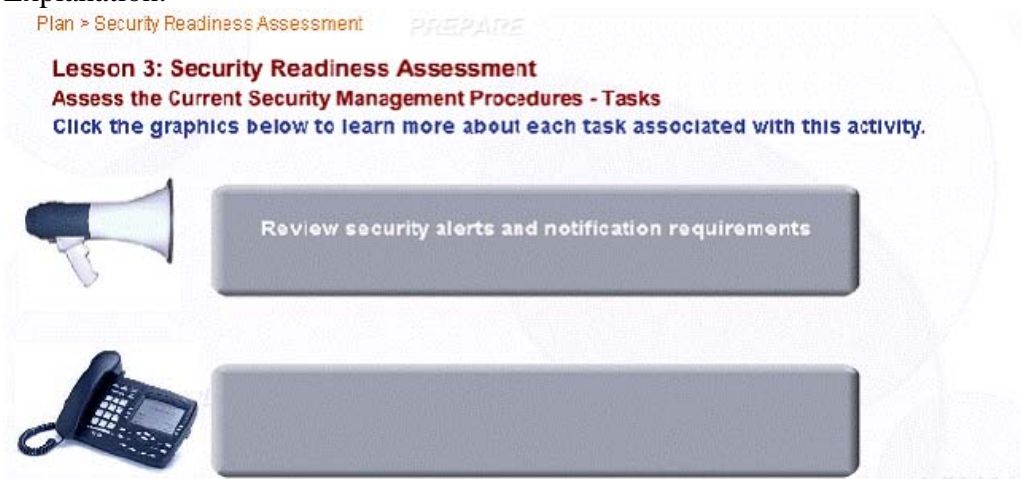 Plan > Security Readiness Assessment PREPARE
Lesson 3: Security Readiness Assessment
Assess the Current Security Management Procedures - Tasks
Click the graphics below to learn more about each task associated with this activity.
Review security alerts and notification requirements